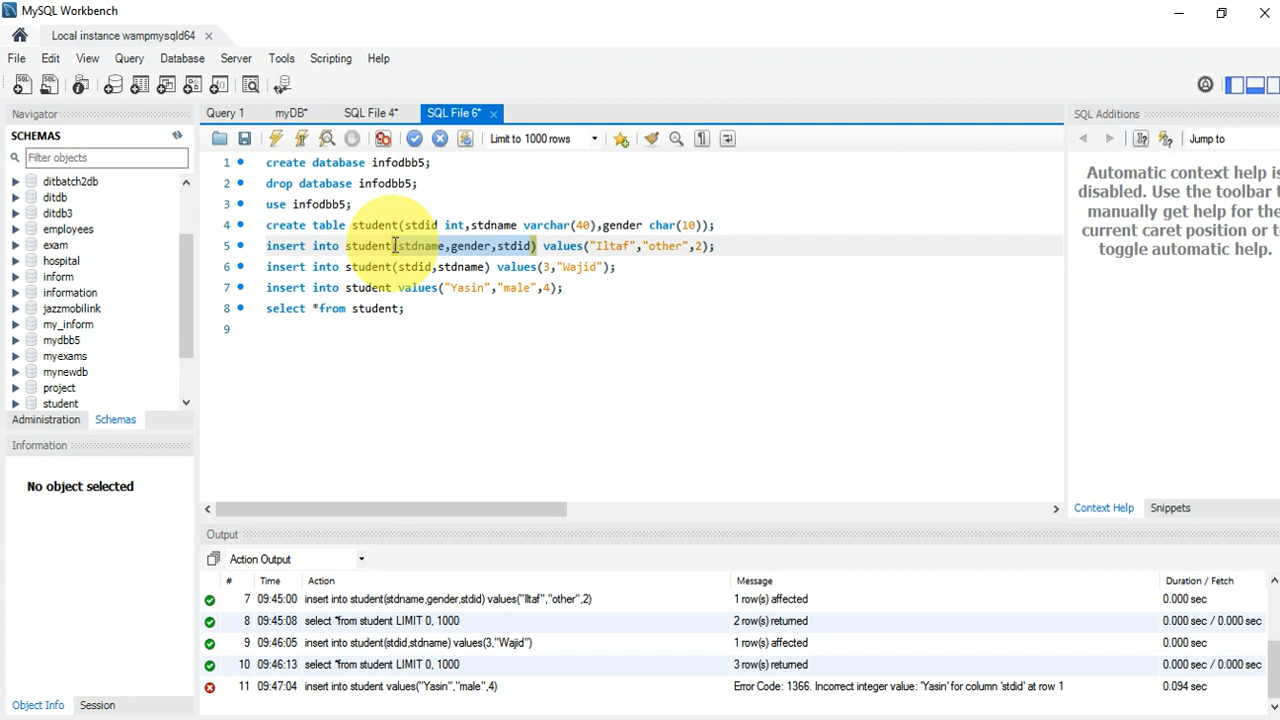 MySQL Workbench
Local instance wampmysqld64
File Edit View Query Database Server Tools Scripting Help
Navigator
SCHEMAS
Filter objects
ditbatch2db
ditdb
ditdb3
employees
exam
hospital
inform
information
jazzmobilink
my_inform
mydbb5
myexams
mynewdb
project
student
Administration Schemas
Information
No object selected
Object Info Session
Query 1 myDB* SQL File 4* SQL File 6*
Limit to 1000 rows
1 create database infodbb5;
2 drop database infodbb5;
3 use infodbb5;
4 create table student(stdid int,stdname varchar(40),gender char(10));
5 insert into student(stdname,gender,stdid) values("Iltaf","other",2);
6 insert into student(stdid,stdname) values(3,"Wajid");
7 insert into student values("Yasin","male",4);
8 select *from student;
9
SQL Additions
Jump to
Automatic context help is
disabled. Use the toolbar t
manually get help for the
current caret position or to
toggle automatic help.
Context Help Snippets
Output
Action Output
# Time Action Message Duration / Fetch
7 09:45:00 insert into student(stdname,gender,stdid) values("Iltaf","other",2) 1 row(s) affected 0.000 sec
8 09:45:08 select *from student LIMIT 0, 1000 2 row(s) returned 0.000 sec / 0.000 sec
9 09:46:05 insert into student(stdid,stdname) values(3,"Wajid") 1 row(s) affected 0.000 sec
10 09:46:13 select *from student LIMIT 0, 1000 3 row(s) returned 0.000 sec / 0.000 sec
11 09:47:04 insert into student values("Yasin","male",4) Error Code: 1366. Incorrect integer value: 'Yasin' for column 'stdid' at row 1 0.094 sec